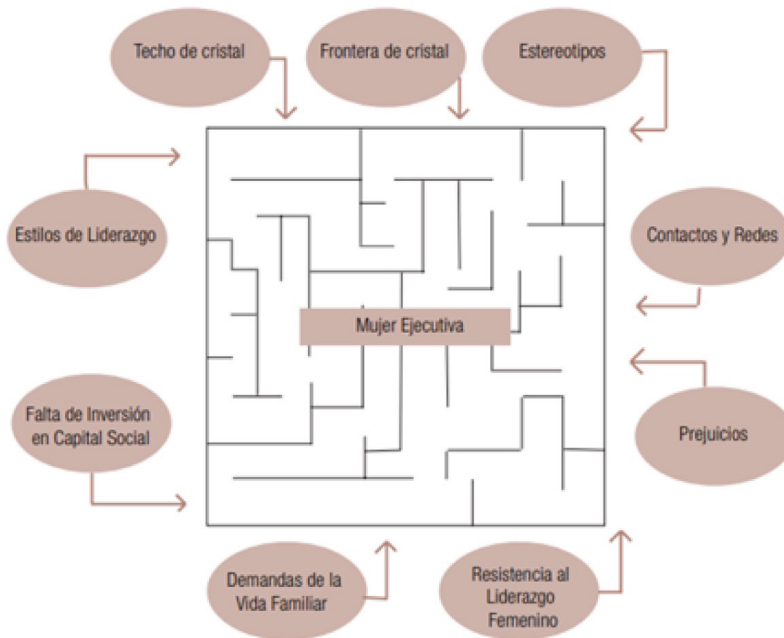 Techo de cristal
Frontera de cristal
Estereotipos
Estilos de Liderazgo
Contactos y Redes
Mujer Ejecutiva
Falta de Inversión
en Capital Social
Prejuicios
Demandas de la
Vida Familiar
Resistencia al
Liderazgo
Femenino